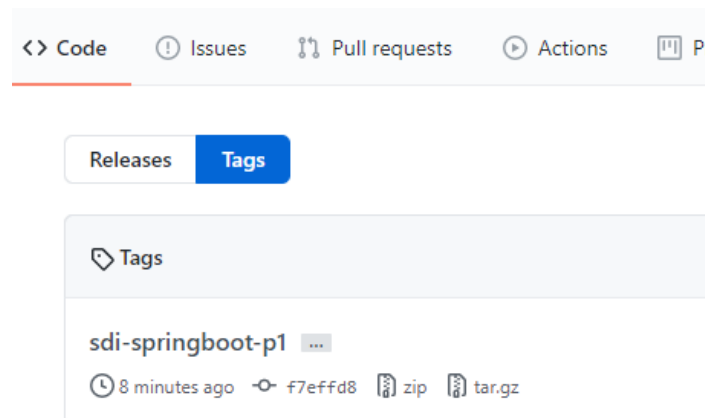 <> Code Issues Pull requests Actions P
Releases Tags
Tags
sdi-springboot-p1 ...
8 minutes ago f7effd8 zip tar.gz